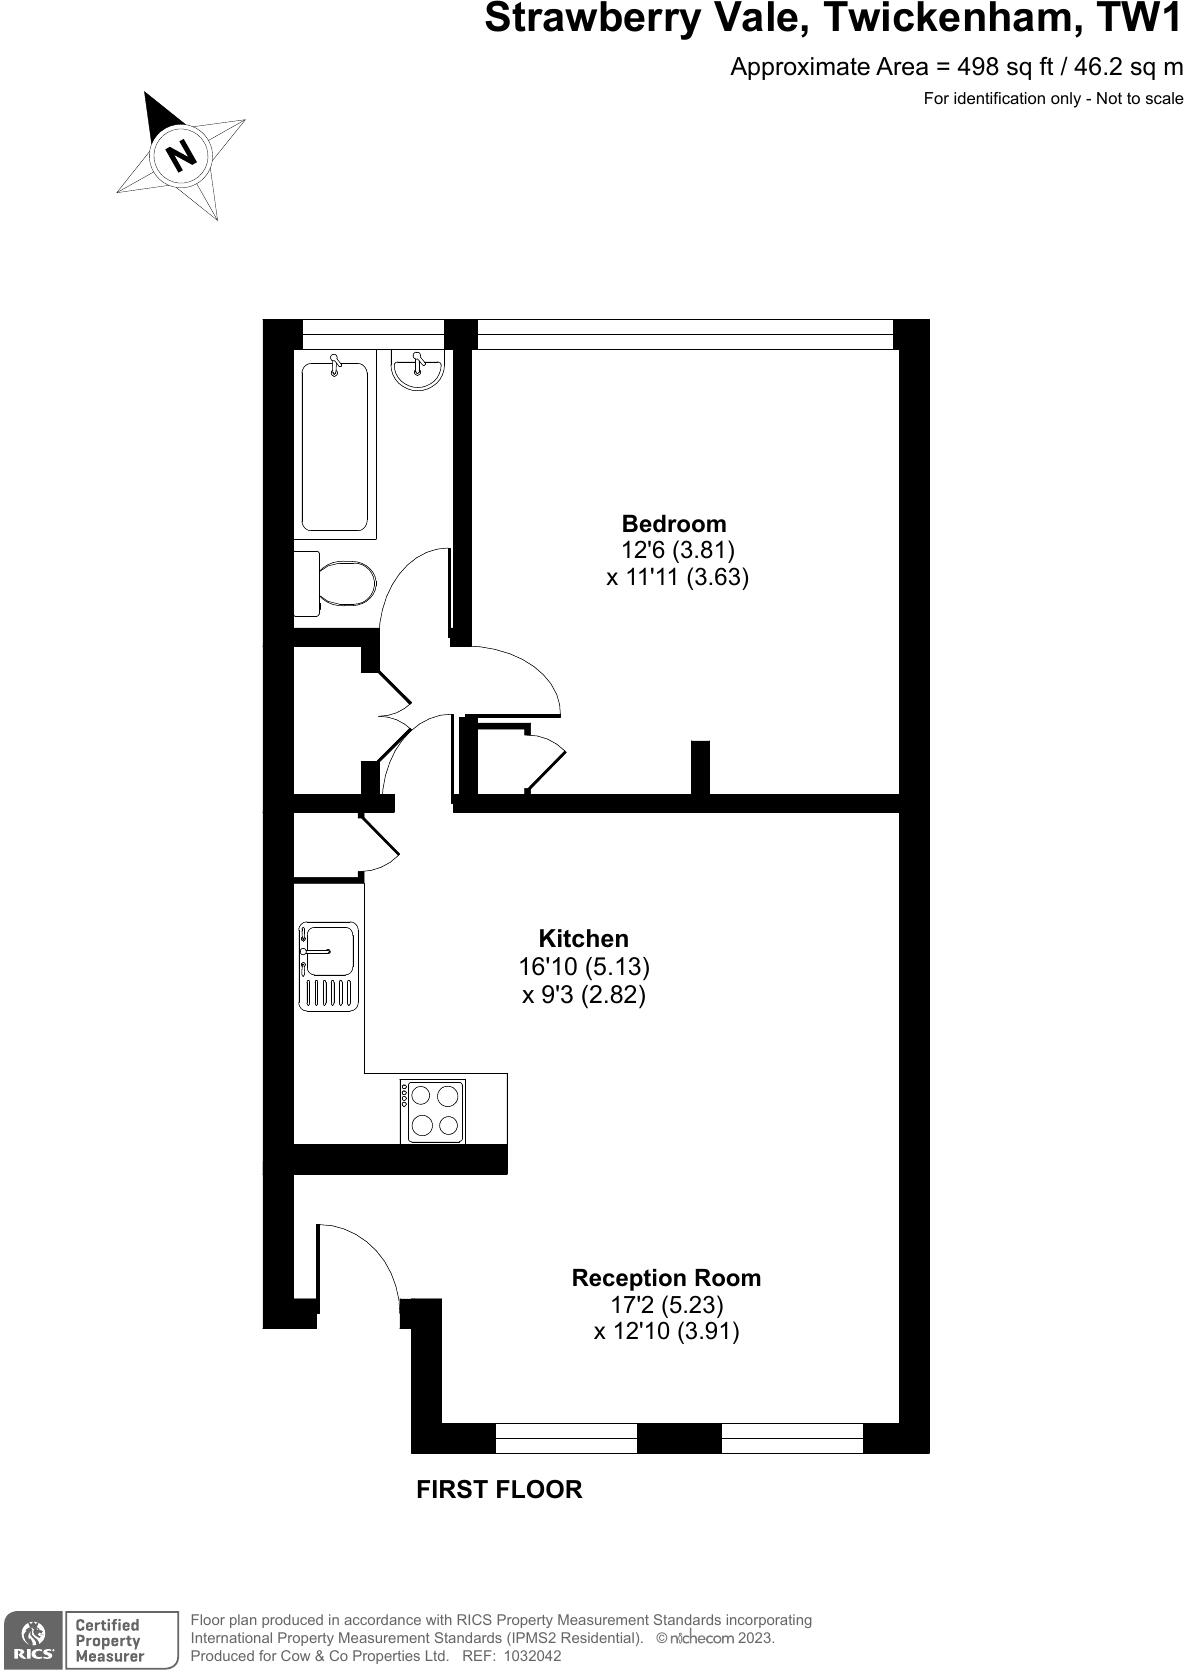 Strawberry Vale, Twickenham, TW1
Approximate Area = 498 sq ft / 46.2 sq m
For identification only - Not to scale
N
Bedroom
12'6 (3.81)
x 11'11 (3.63)
Kitchen
16'10 (5.13)
x 9'3 (2.82)
Reception Room
17'2 (5.23)
x 12'10 (3.91)
FIRST FLOOR
RICS
Certified
Property
Measurer
Floor plan produced in accordance with RICS Property Measurement Standards incorporating
International Property Measurement Standards (IPMS2 Residential). © nichecom 2023.
Produced for Cow & Co Properties Ltd. REF: 1032042